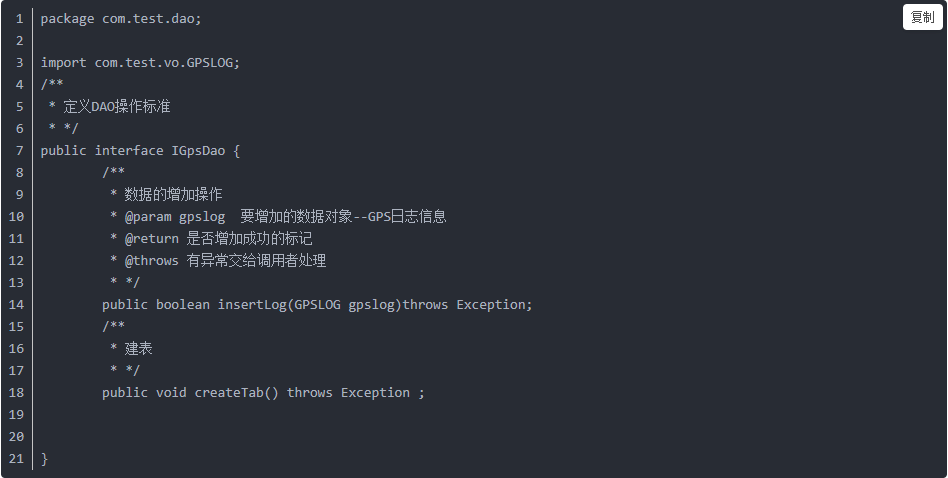 复制
1 package com.test.dao;
2
3 import com.test.vo.GPSLOG;
4 /**
5  * 定义DAO操作标准
6  * */
7 public interface IGpsDao {
8         /**
9          * 数据的增加操作
10          * @param gpslog  要增加的数据对象--GPS日志信息
11          * @return 是否增加成功的标记
12          * @throws 有异常交给调用者处理
13          * */
14         public boolean insertLog(GPSLOG gpslog)throws Exception;
15         /**
16          * 建表
17          * */
18         public void createTab() throws Exception ;
19
20
21 }